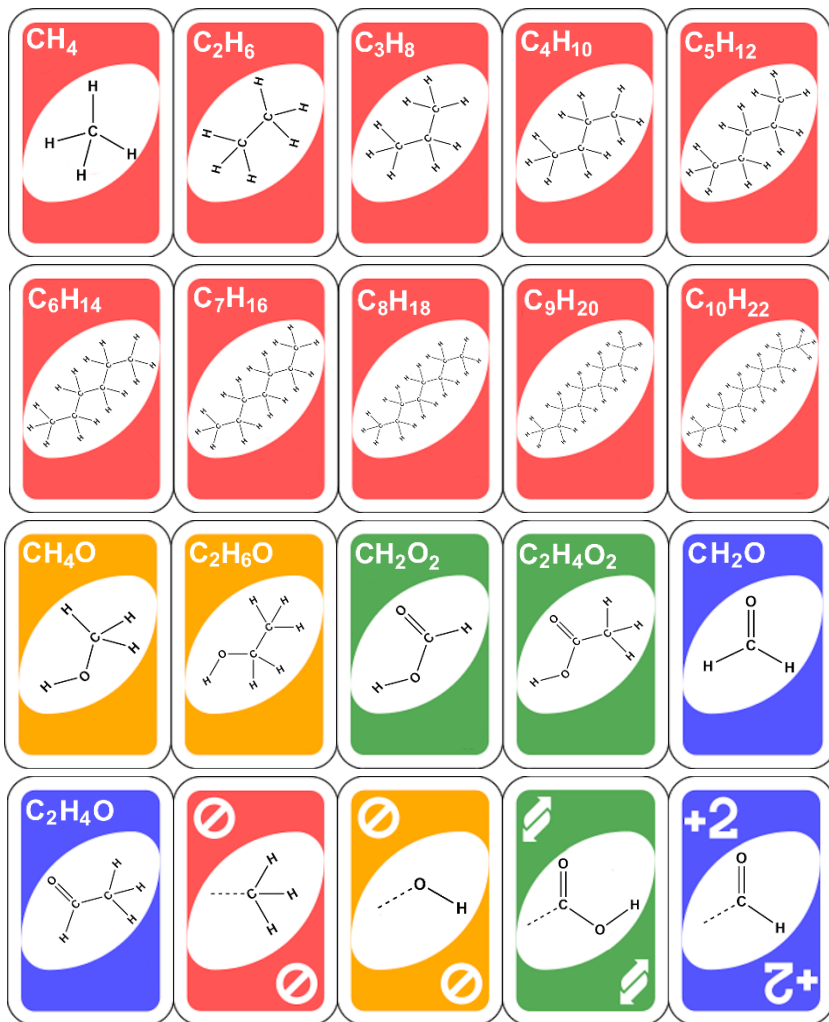 CH₄
C₂H₆
C₃H₈
C₄H₁₀
C₅H₁₂
C₆H₁₄
C₇H₁₆
C₈H₁₈
C₉H₂₀
C₁₀H₂₂
CH₄O
C₂H₆O
CH₂O₂
C₂H₄O₂
CH₂O
C₂H₄O
+2
+2